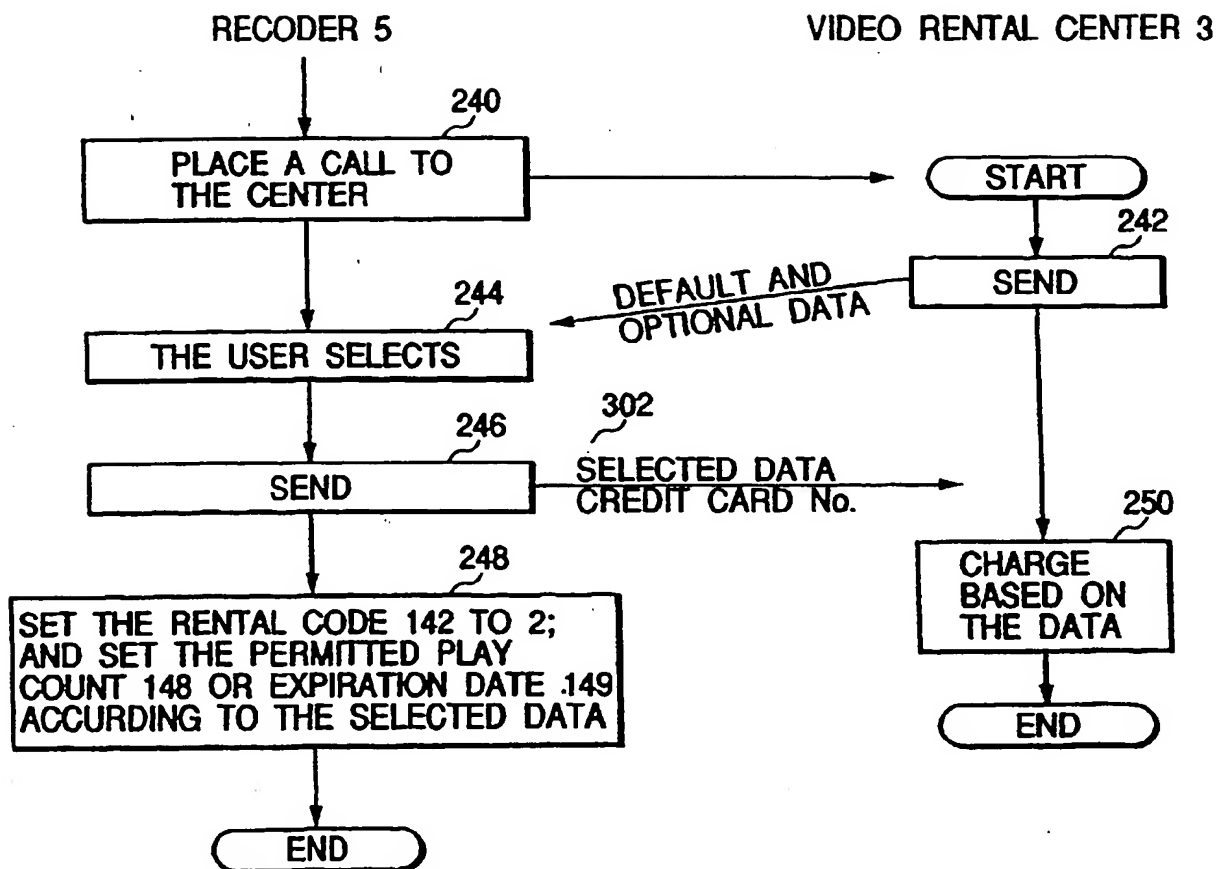 RECODER 5
VIDEO RENTAL CENTER 3
240
PLACE A CALL TO
THE CENTER
START
242
SEND
DEFAULT AND
OPTIONAL DATA
244
THE USER SELECTS
246
SEND
302
SELECTED DATA
CREDIT CARD No.
248
SET THE RENTAL CODE 142 TO 2;
AND SET THE PERMITTED PLAY
COUNT 148 OR EXPIRATION DATE .149
ACCURDING TO THE SELECTED DATA
250
CHARGE
BASED ON
THE DATA
END
END